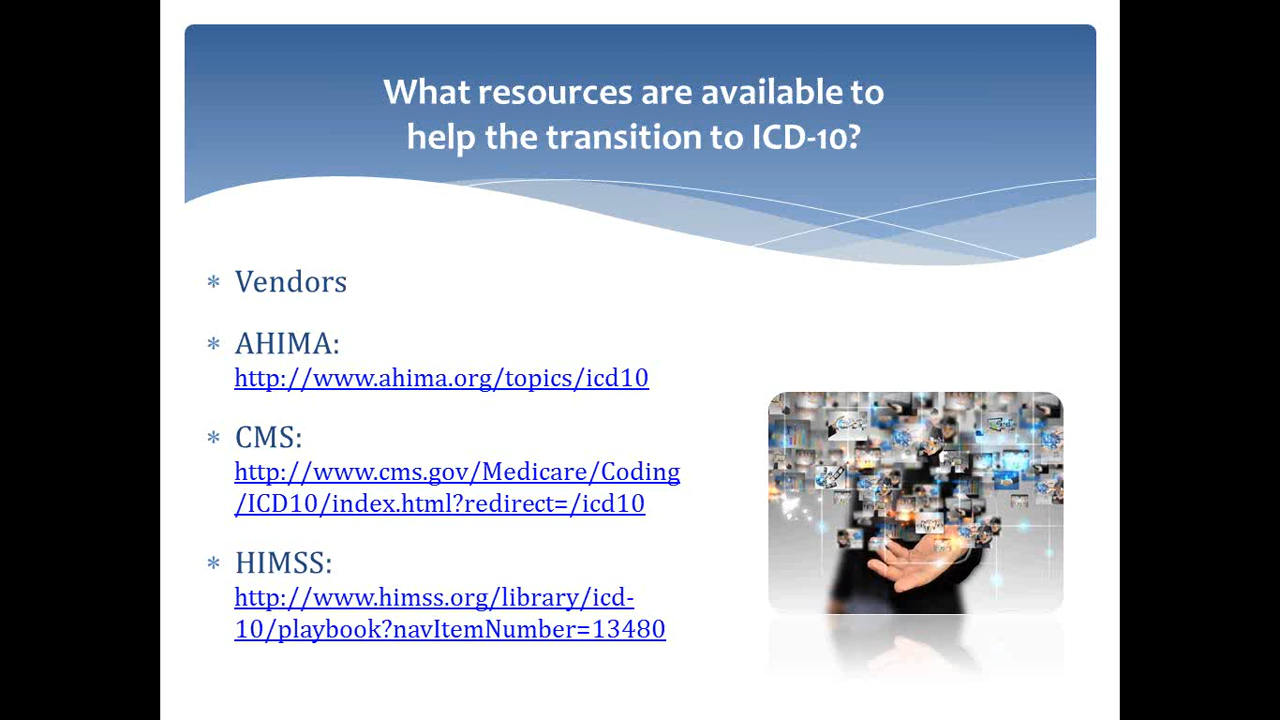 What resources are available to
help the transition to ICD-10?
* Vendors
* AHIMA:
http://www.ahima.org/topics/icd10
* CMS:
http://www.cms.gov/Medicare/Coding
/ICD10/index.html?redirect=/icd10
* HIMSS:
http://www.himss.org/library/icd-
10/playbook?navItemNumber=13480